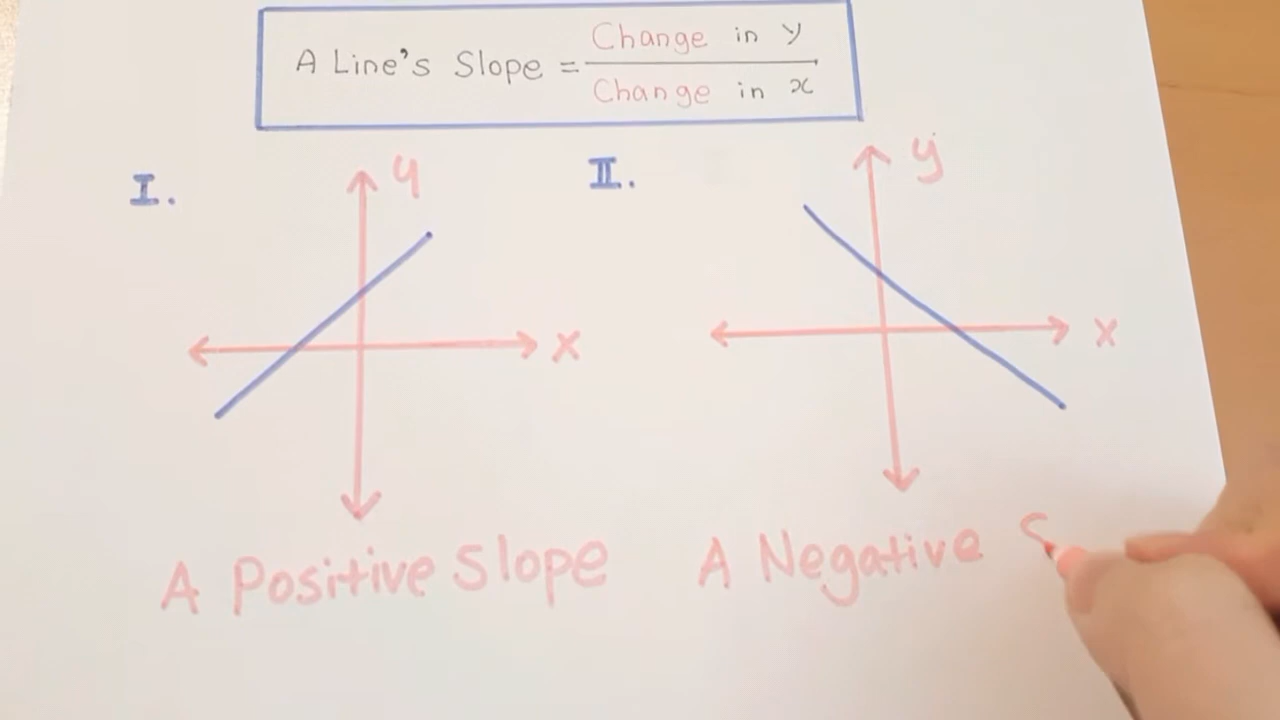 A Line's Slope = Change in y
Change in x
I.
II.
y
y
x
x
A Positive Slope
A Negative S